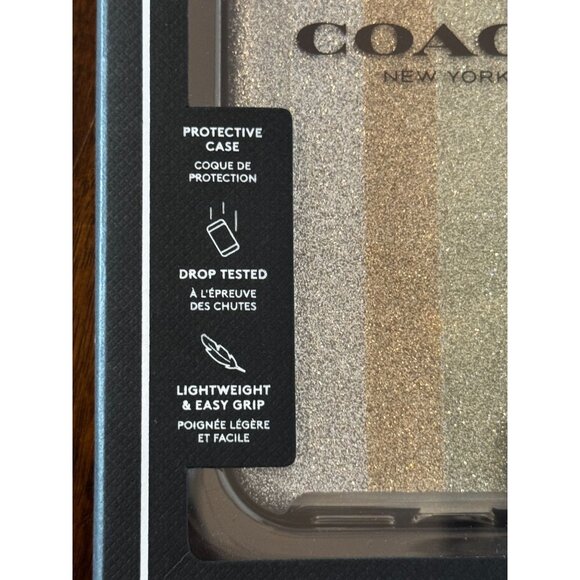 COAC
NEW YORK
PROTECTIVE
CASE
COQUE DE
PROTECTION
DROP TESTED
À L'ÉPREUVE
DES CHUTES
LIGHTWEIGHT
& EASY GRIP
POIGNÉE LÉGÈRE
ET FACILE